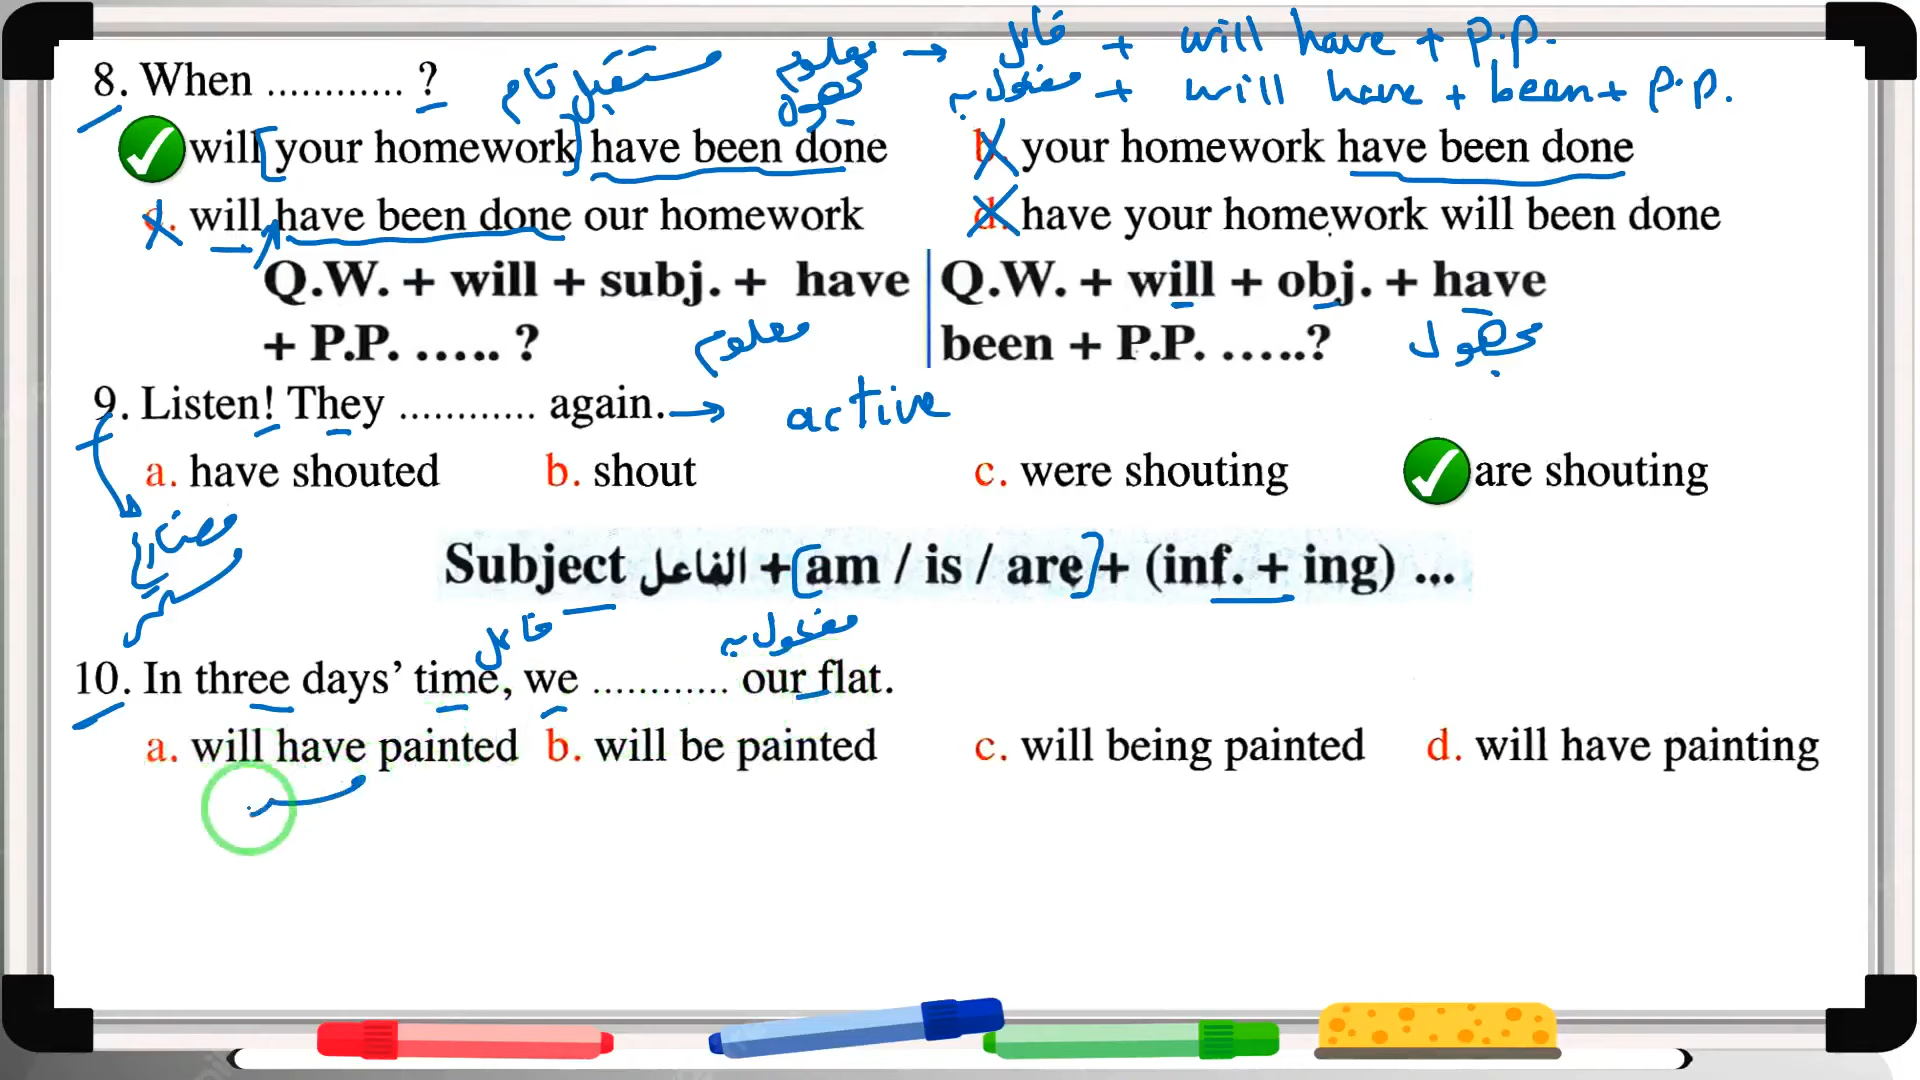 معلوم → فاعل + will have + p.p.
8. When ............ ? مستقبل تام مجهول مفعول به + will have + been + p.p.
will your homework have been done b. your homework have been done
c. will have been done our homework d. have your homework will been done
Q.W. + will + subj. + have Q.W. + will + obj. + have
+ P.P. ..... ? معلوم been + P.P. .....? مجهول
9. Listen! They ............ again. → active
a. have shouted b. shout c. were shouting are shouting
مضارع
مستمر
Subject الفاعل + am / is / are + (inf. + ing) ...
فاعل مفعول به
10. In three days’ time, we ............ our flat.
a. will have painted b. will be painted c. will being painted d. will have painting